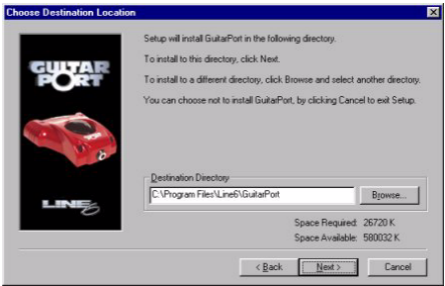 Choose Destination Location
GUITAR
PORT
LINE 6
Setup will install GuitarPort in the following directory.
To install to this directory, click Next.
To install to a different directory, click Browse and select another directory.
You can choose not to install GuitarPort, by clicking Cancel to exit Setup.
Destination Directory
C:\Program Files\Line6\GuitarPort
Browse...
Space Required: 26720 K
Space Available: 580032 K
< Back
Next >
Cancel